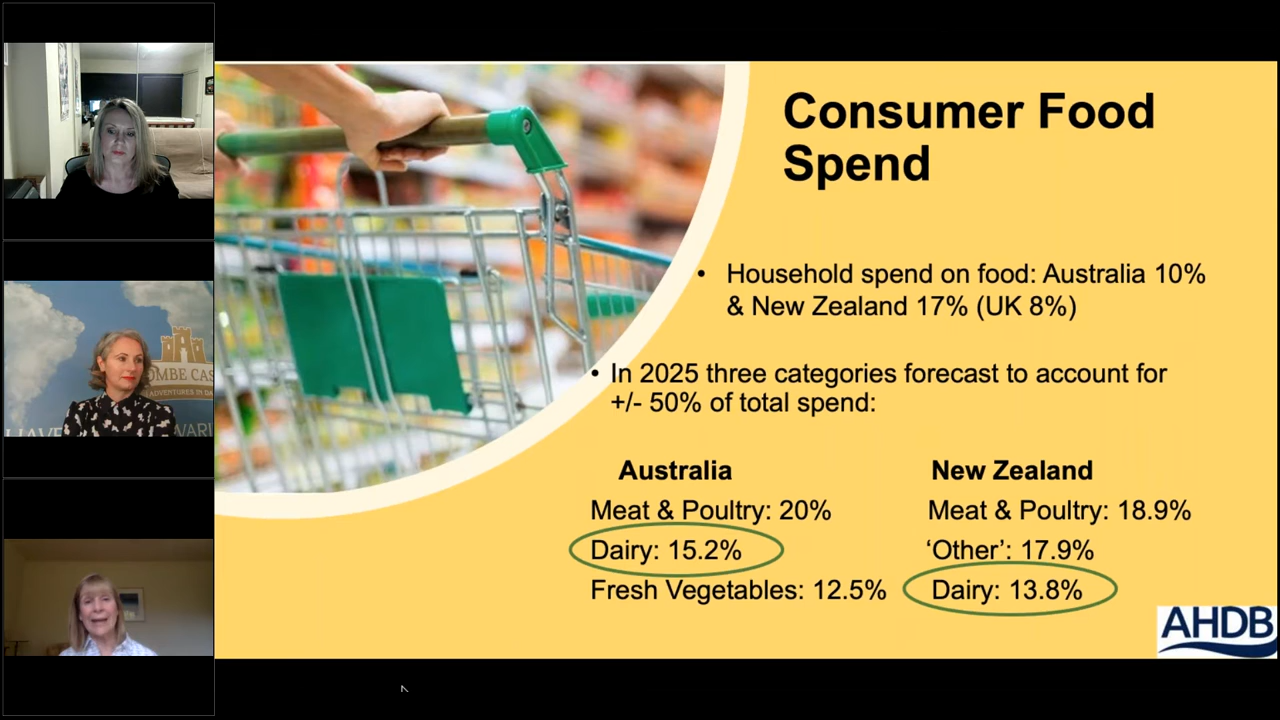 Consumer Food
Spend
• Household spend on food: Australia 10%
& New Zealand 17% (UK 8%)
• In 2025 three categories forecast to account for
+/- 50% of total spend:
Australia
Meat & Poultry: 20%
Dairy: 15.2%
Fresh Vegetables: 12.5%
New Zealand
Meat & Poultry: 18.9%
‘Other’: 17.9%
Dairy: 13.8%
AHDB